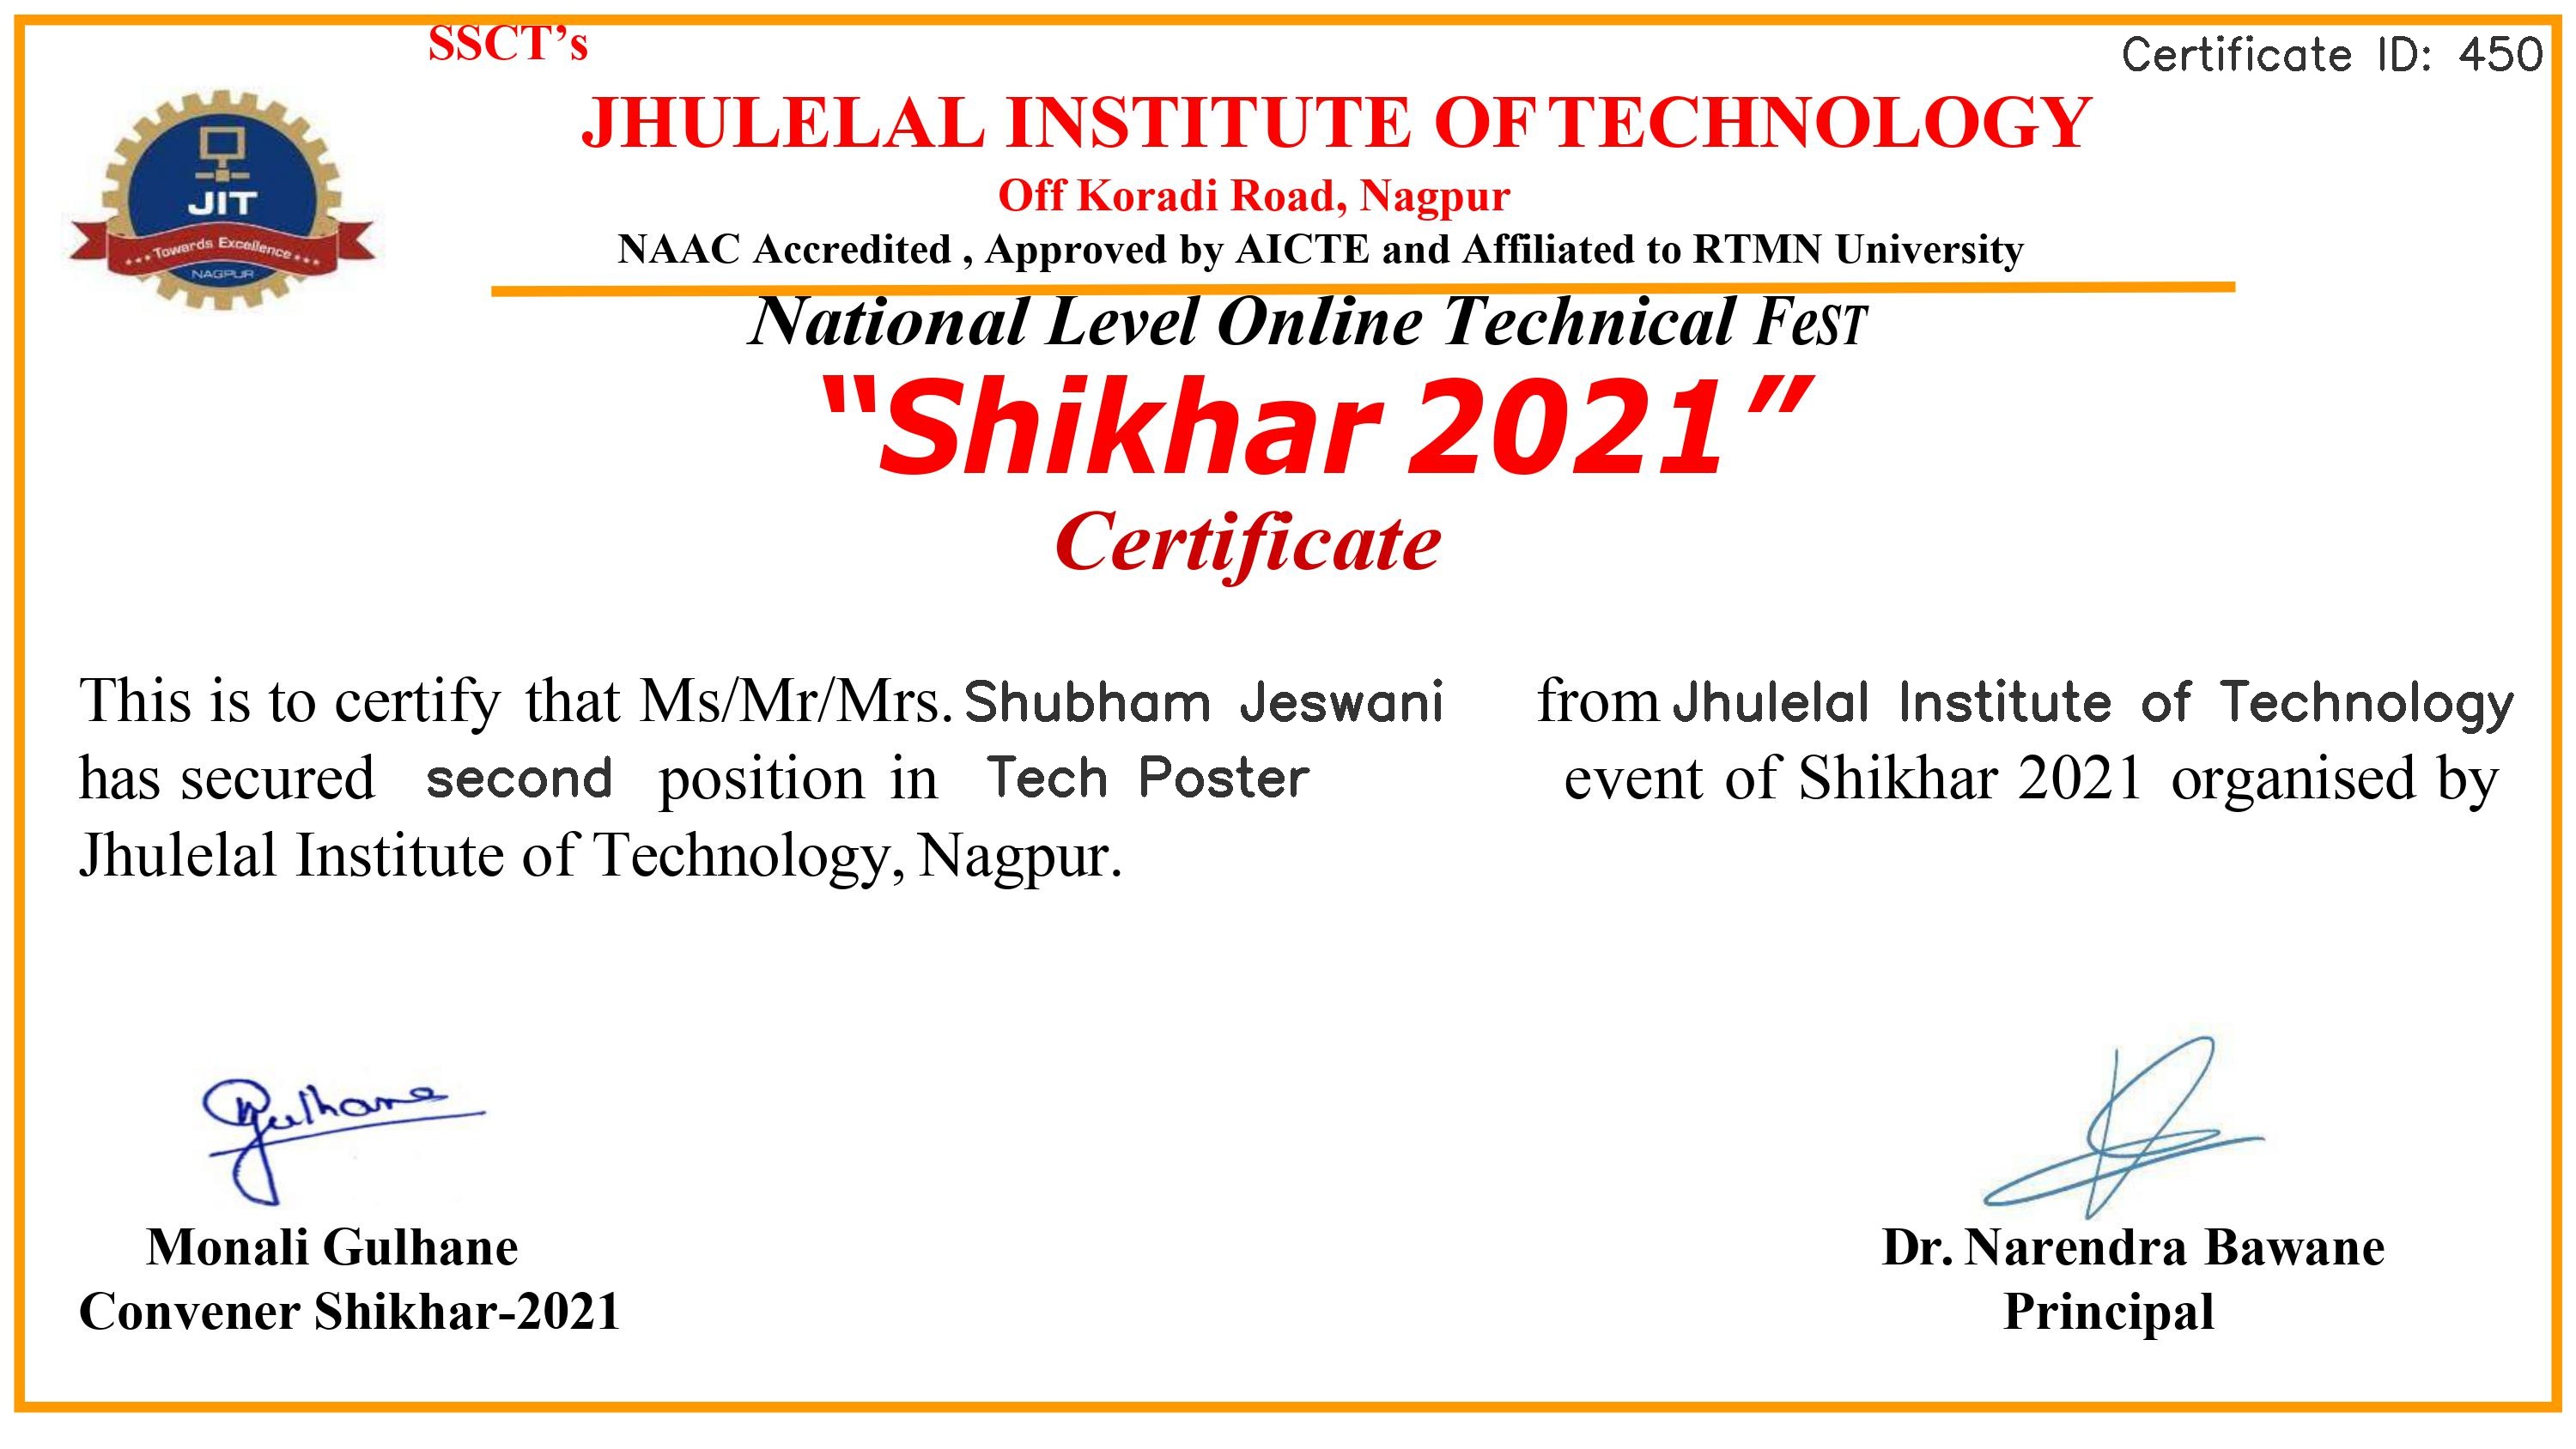 SSCT’s
Certificate ID: 450
JHULELAL INSTITUTE OF TECHNOLOGY
Off Koradi Road, Nagpur
NAAC Accredited , Approved by AICTE and Affiliated to RTMN University
JIT
*** Towards Excellence ***
NAGPUR
National Level Online Technical FeST
“Shikhar 2021”
Certificate
This is to certify that Ms/Mr/Mrs. Shubham Jeswani from Jhulelal Institute of Technology
has secured second position in Tech Poster event of Shikhar 2021 organised by
Jhulelal Institute of Technology, Nagpur.
Gulhane
Monali Gulhane
Dr. Narendra Bawane
Convener Shikhar-2021
Principal